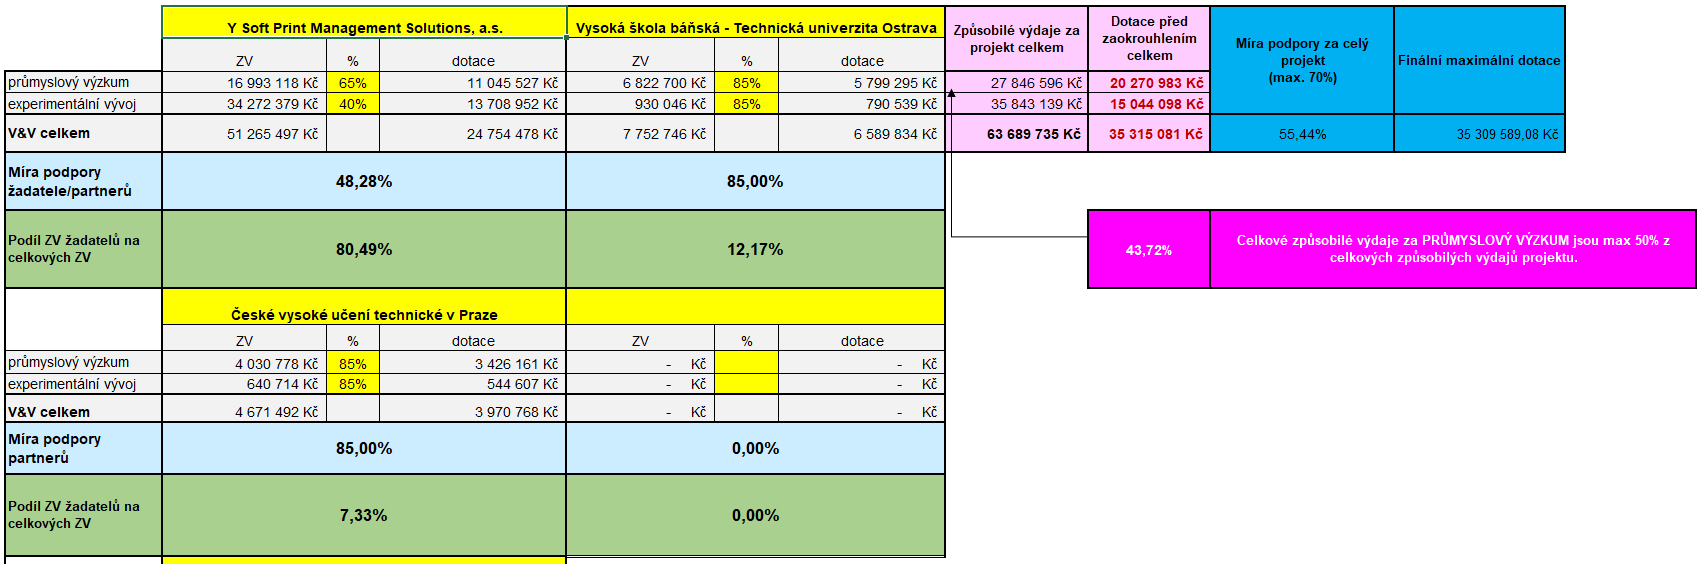 Y Soft Print Management Solutions, a.s. Vysoká škola báňská - Technická univerzita Ostrava Způsobilé výdaje za projekt celkem Dotace před zaokrouhlením celkem Míra podpory za celý projekt (max. 70%) Finální maximální dotace
ZV % dotace ZV % dotace
průmyslový výzkum 16 993 118 Kč 65% 11 045 527 Kč 6 822 700 Kč 85% 5 799 295 Kč 27 846 596 Kč 20 270 983 Kč
experimentální vývoj 34 272 379 Kč 40% 13 708 952 Kč 930 046 Kč 85% 790 539 Kč 35 843 139 Kč 15 044 098 Kč
V&V celkem 51 265 497 Kč 24 754 478 Kč 7 752 746 Kč 6 589 834 Kč 63 689 735 Kč 35 315 081 Kč 55,44% 35 309 589,08 Kč
Míra podpory žadatele/partnerů 48,28% 85,00%
Podíl ZV žadatelů na celkových ZV 80,49% 12,17% 43,72% Celkové způsobilé výdaje za PRŮMYSLOVÝ VÝZKUM jsou max 50% z celkových způsobilých výdajů projektu.
České vysoké učení technické v Praze
ZV % dotace ZV % dotace
průmyslový výzkum 4 030 778 Kč 85% 3 426 161 Kč - Kč - Kč
experimentální vývoj 640 714 Kč 85% 544 607 Kč - Kč - Kč
V&V celkem 4 671 492 Kč 3 970 768 Kč - Kč - Kč
Míra podpory partnerů 85,00% 0,00%
Podíl ZV žadatelů na celkových ZV 7,33% 0,00%